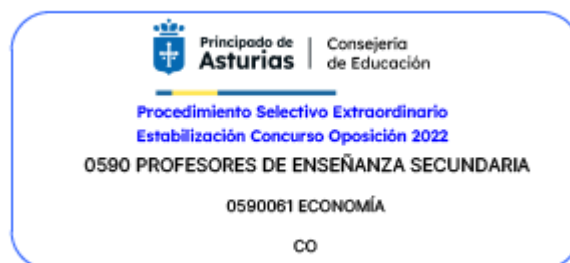 Principado de
Asturias
Consejería
de Educación
Procedimiento Selectivo Extraordinario
Estabilización Concurso Oposición 2022
0590 PROFESORES DE ENSEÑANZA SECUNDARIA
0590061 ECONOMÍA
CO